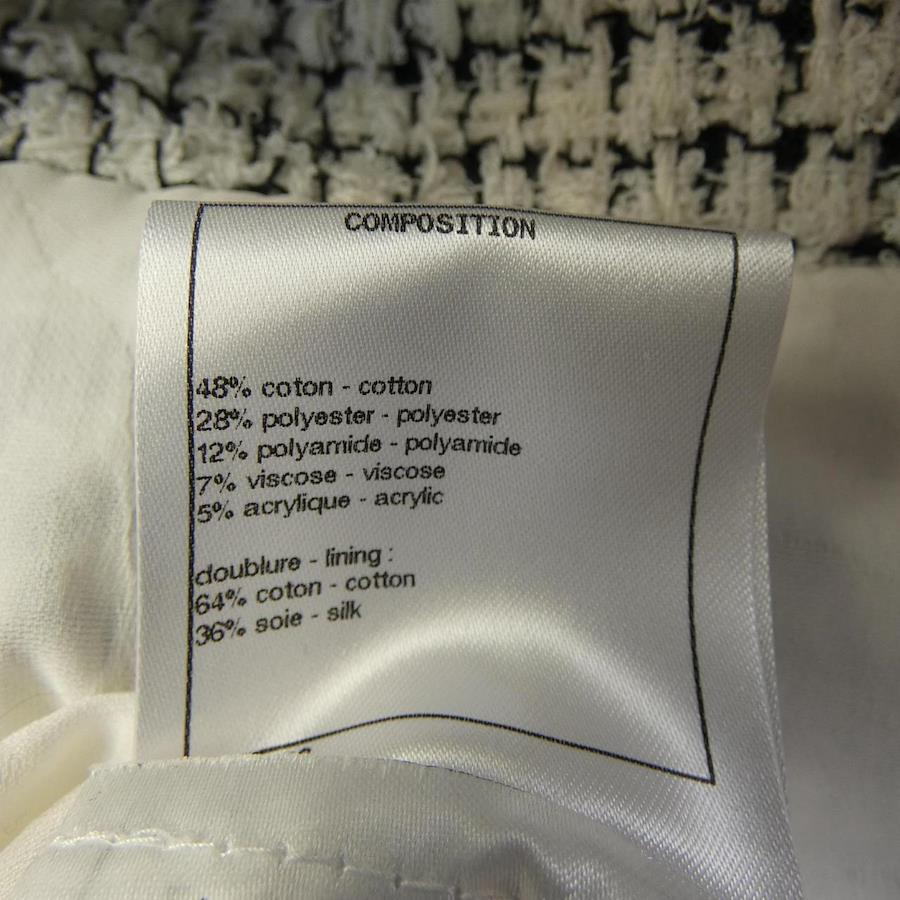 COMPOSITION
48% coton - cotton
28% polyester - polyester
12% polyamide - polyamide
7% viscose - viscose
5% acrylique - acrylic
doublure - lining :
64% coton - cotton
36% soie - silk